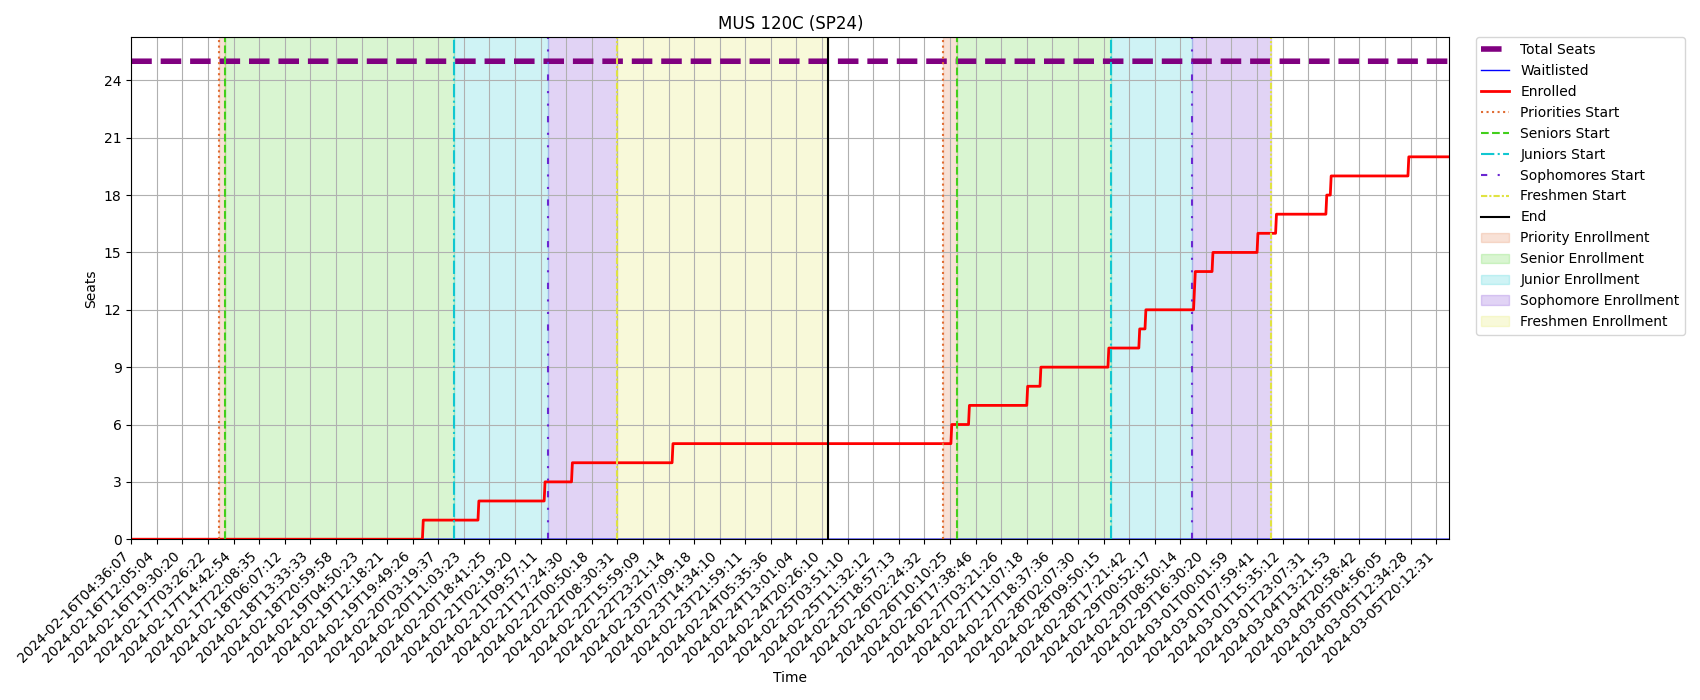 MUS 120C (SP24)
Seats
24
21
18
15
12
9
6
3
0
2024-02-16T04:36:07
2024-02-16T12:05:04
2024-02-16T19:30:20
2024-02-17T03:26:22
2024-02-17T14:42:54
2024-02-17T22:08:35
2024-02-18T06:07:12
2024-02-18T13:33:33
2024-02-18T20:59:58
2024-02-19T04:50:23
2024-02-19T12:18:21
2024-02-19T19:49:26
2024-02-20T03:19:37
2024-02-20T11:03:23
2024-02-20T18:41:25
2024-02-21T02:19:20
2024-02-21T09:57:11
2024-02-21T17:24:30
2024-02-22T00:50:18
2024-02-22T08:30:31
2024-02-22T15:59:09
2024-02-22T23:21:14
2024-02-23T07:09:18
2024-02-23T14:34:10
2024-02-23T21:59:11
2024-02-24T05:35:36
2024-02-24T13:01:04
2024-02-24T20:26:10
2024-02-25T03:51:10
2024-02-25T11:32:12
2024-02-25T18:57:13
2024-02-26T02:24:32
2024-02-26T10:10:25
2024-02-26T17:38:46
2024-02-27T03:21:26
2024-02-27T11:07:18
2024-02-27T18:37:36
2024-02-28T02:07:30
2024-02-28T09:50:15
2024-02-28T17:21:42
2024-02-29T00:52:17
2024-02-29T08:50:14
2024-02-29T16:30:20
2024-03-01T00:01:59
2024-03-01T07:59:41
2024-03-01T15:35:12
2024-03-01T23:07:31
2024-03-04T13:21:53
2024-03-04T20:58:42
2024-03-05T04:56:05
2024-03-05T12:34:28
2024-03-05T20:12:31
Time
Total Seats
Waitlisted
Enrolled
Priorities Start
Seniors Start
Juniors Start
Sophomores Start
Freshmen Start
End
Priority Enrollment
Senior Enrollment
Junior Enrollment
Sophomore Enrollment
Freshmen Enrollment